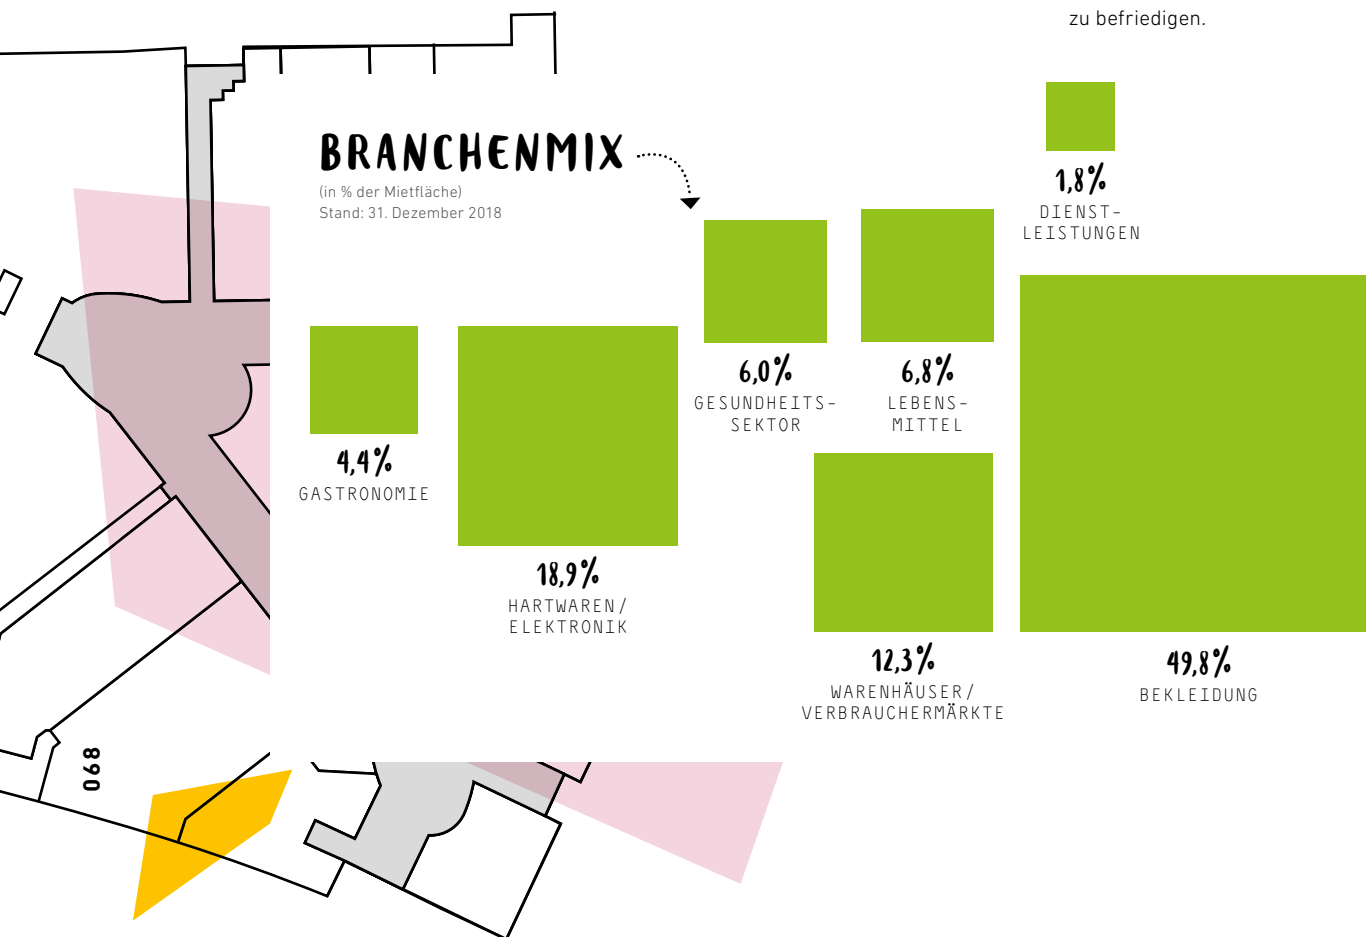 zu befriedigen.
BRANCHENMIX
(in % der Mietfläche)
Stand: 31. Dezember 2018
1,8%
DIENST-
LEISTUNGEN
6,0%
GESUNDHEITS-
SEKTOR
6,8%
LEBENS-
MITTEL
4,4%
GASTRONOMIE
18,9%
HARTWAREN/
ELEKTRONIK
12,3%
WARENHÄUSER/
VERBRAUCHERMÄRKTE
49,8%
BEKLEIDUNG
068